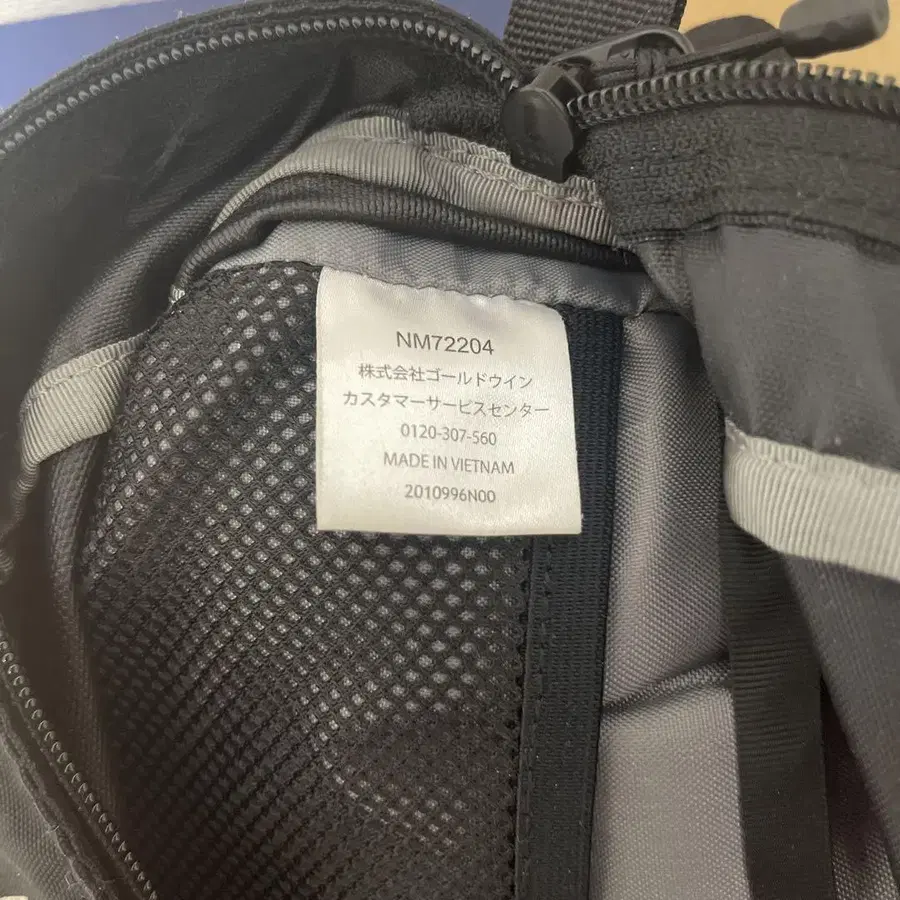 NM72204
株式会社ゴールドウイン
カスタマーサービスセンター
0120-307-560
MADE IN VIETNAM
2010996N00